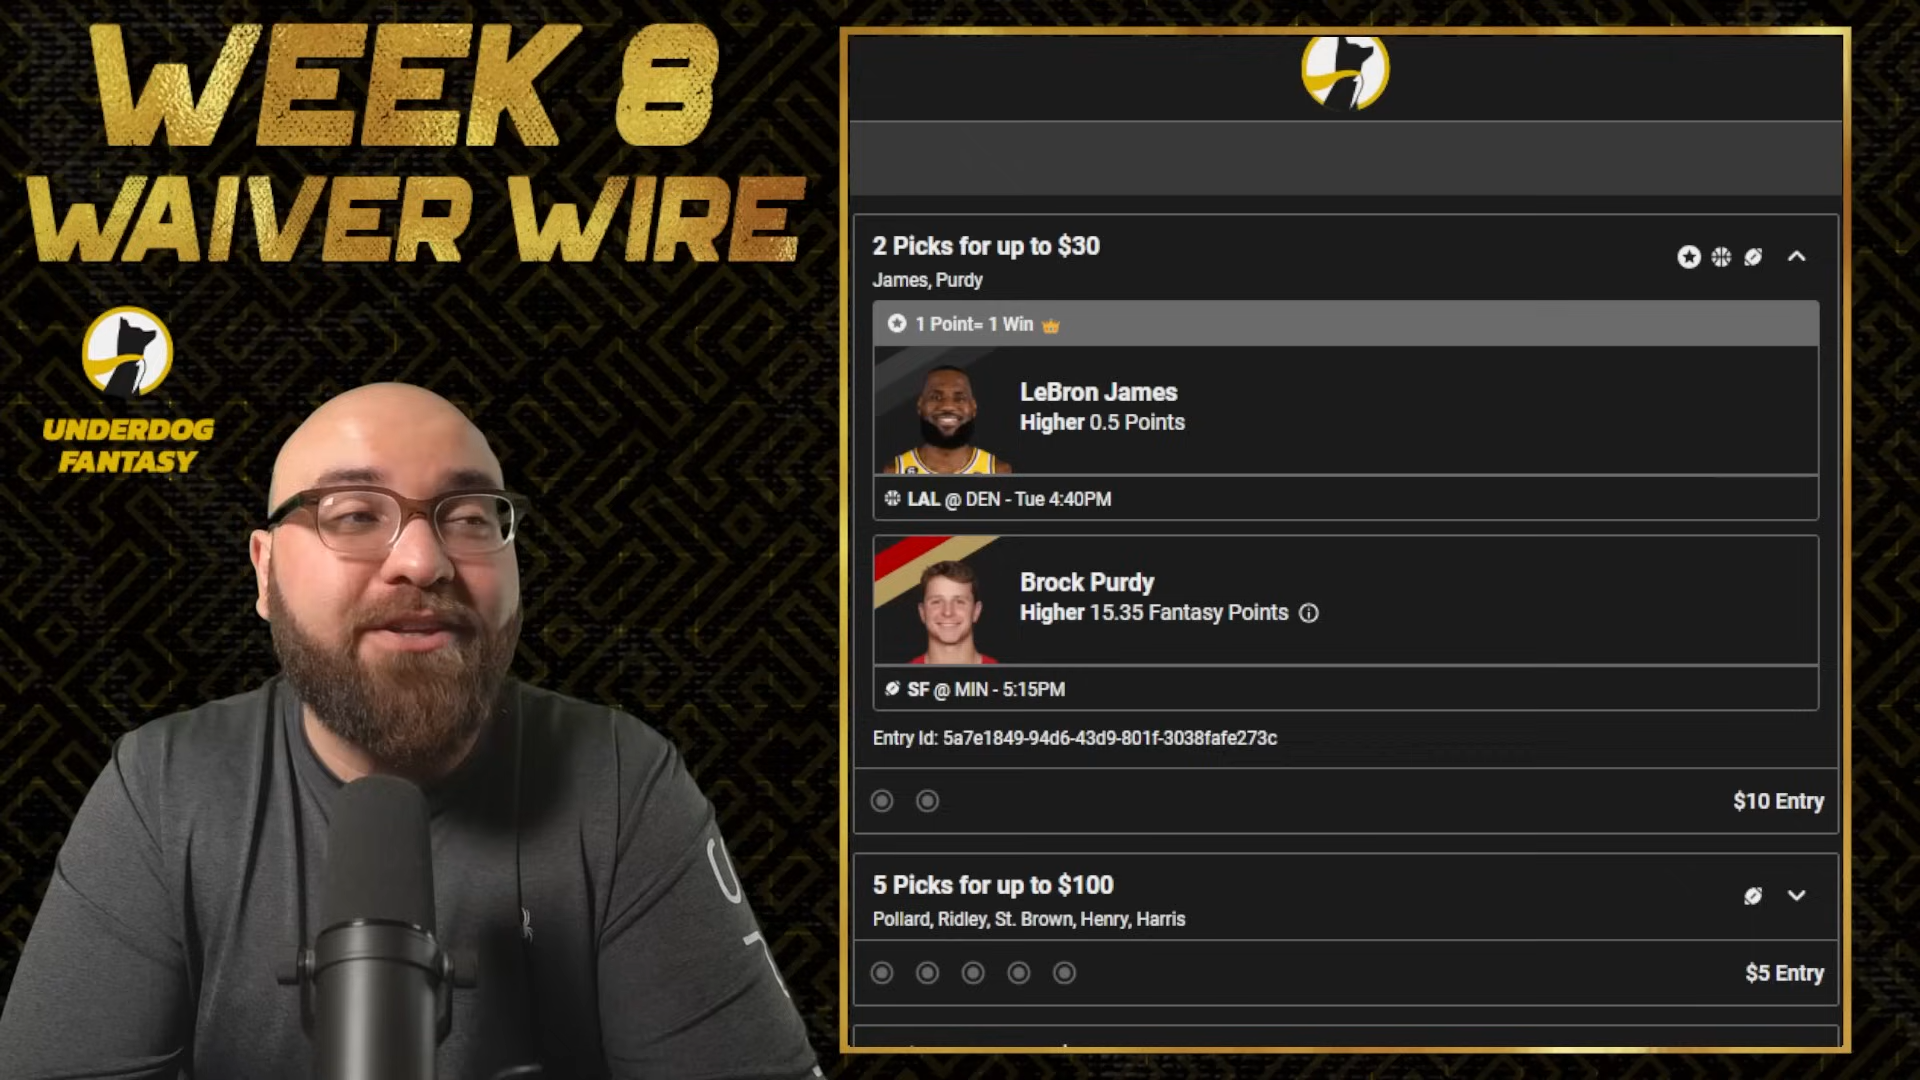 WEEK 8
WAIVER WIRE
UNDERDOG
FANTASY
2 Picks for up to $30
James, Purdy
1 Point= 1 Win
LeBron James
Higher 0.5 Points
LAL @ DEN - Tue 4:40PM
Brock Purdy
Higher 15.35 Fantasy Points
SF @ MIN - 5:15PM
Entry Id: 5a7e1849-94d6-43d9-801f-3038fafe273c
$10 Entry
5 Picks for up to $100
Pollard, Ridley, St. Brown, Henry, Harris
$5 Entry